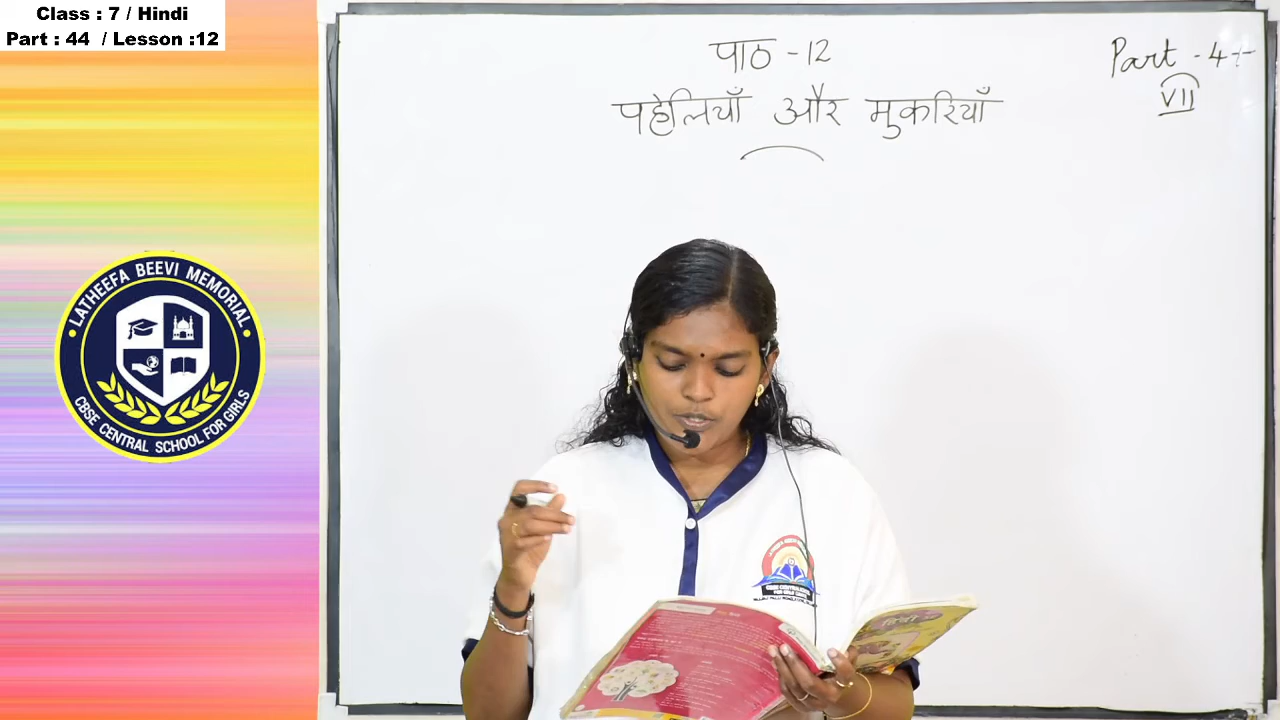 Class : 7 / Hindi
Part : 44 / Lesson :12
पाठ -12
पहेलियाँ और मुकरियाँ
Part -44
VII
LATHEEFA BEEVI MEMORIAL
CBSE CENTRAL SCHOOL FOR GIRLS
हिंदी